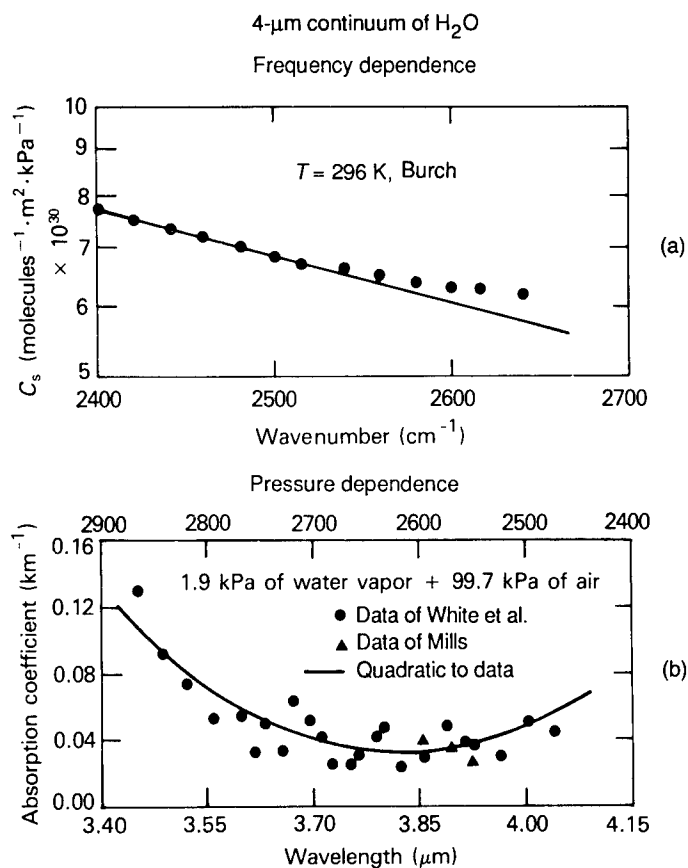 4-µm continuum of H₂O
Frequency dependence
10
9
8
7
6
5
T = 296 K, Burch
Cₛ (molecules⁻¹·m²·kPa⁻¹)
× 10³⁰
(a)
2400 2500 2600 2700
Wavenumber (cm⁻¹)
Pressure dependence
2900 2800 2700 2600 2500 2400
0.16
0.12
0.08
0.04
0.00
1.9 kPa of water vapor + 99.7 kPa of air
Data of White et al.
Data of Mills
Quadratic to data
Absorption coefficient (km⁻¹)
(b)
3.40 3.55 3.70 3.85 4.00 4.15
Wavelength (µm)